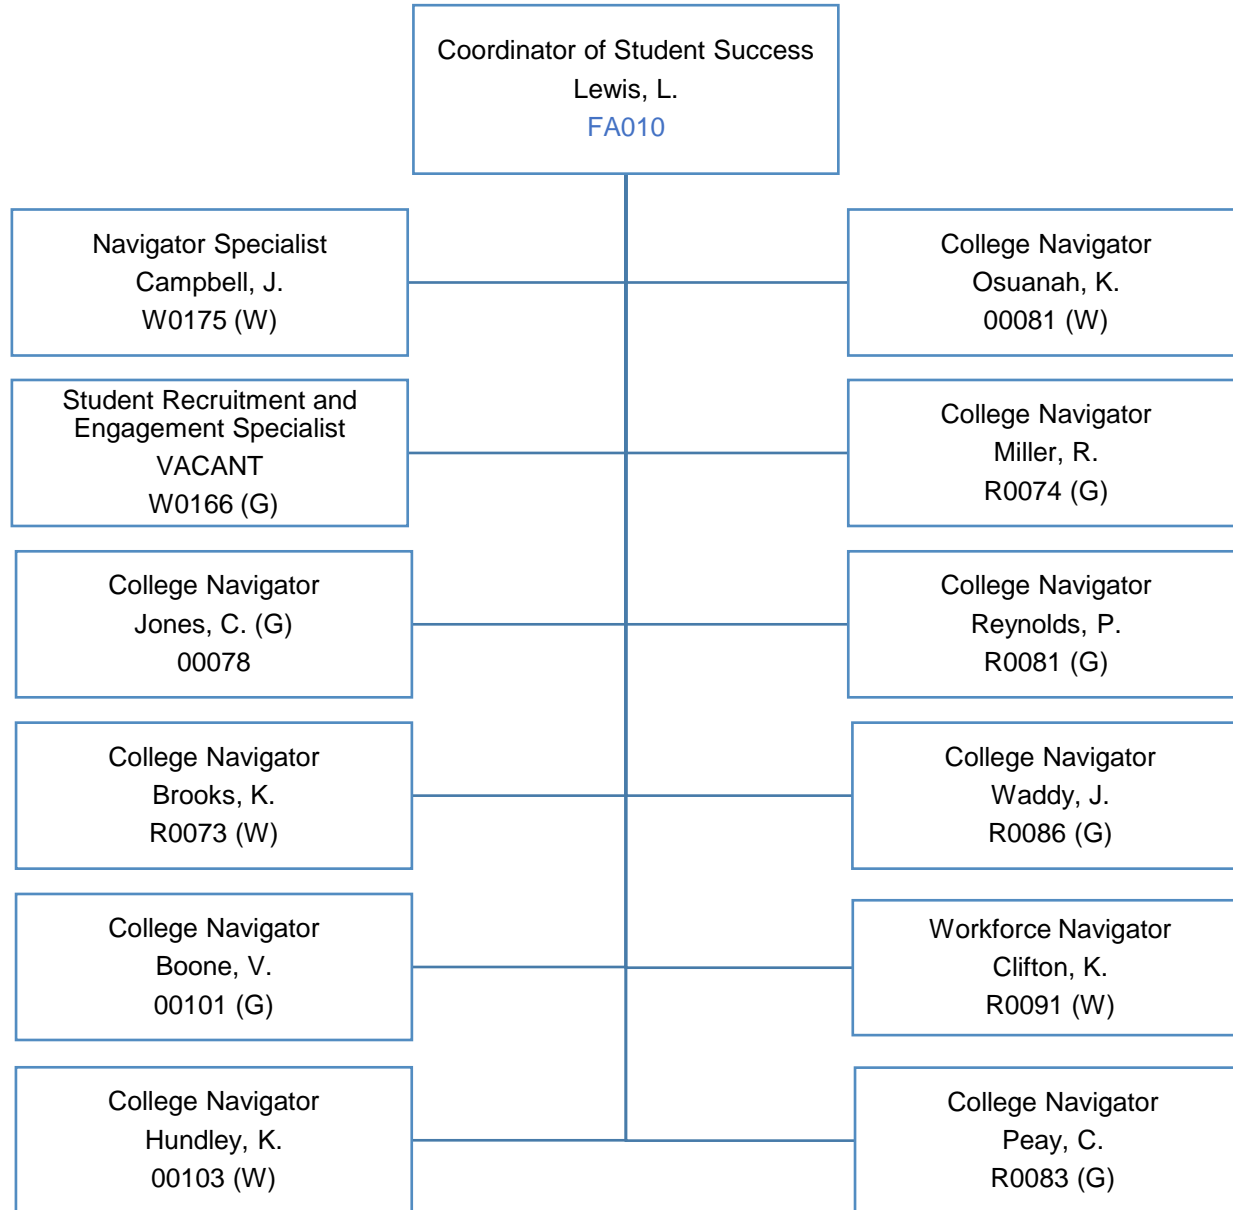 Coordinator of Student Success
Lewis, L.
FA010
Navigator Specialist
Campbell, J.
W0175 (W)
College Navigator
Osuanah, K.
00081 (W)
Student Recruitment and
Engagement Specialist
VACANT
W0166 (G)
College Navigator
Miller, R.
R0074 (G)
College Navigator
Jones, C. (G)
00078
College Navigator
Reynolds, P.
R0081 (G)
College Navigator
Brooks, K.
R0073 (W)
College Navigator
Waddy, J.
R0086 (G)
College Navigator
Boone, V.
00101 (G)
Workforce Navigator
Clifton, K.
R0091 (W)
College Navigator
Hundley, K.
00103 (W)
College Navigator
Peay, C.
R0083 (G)